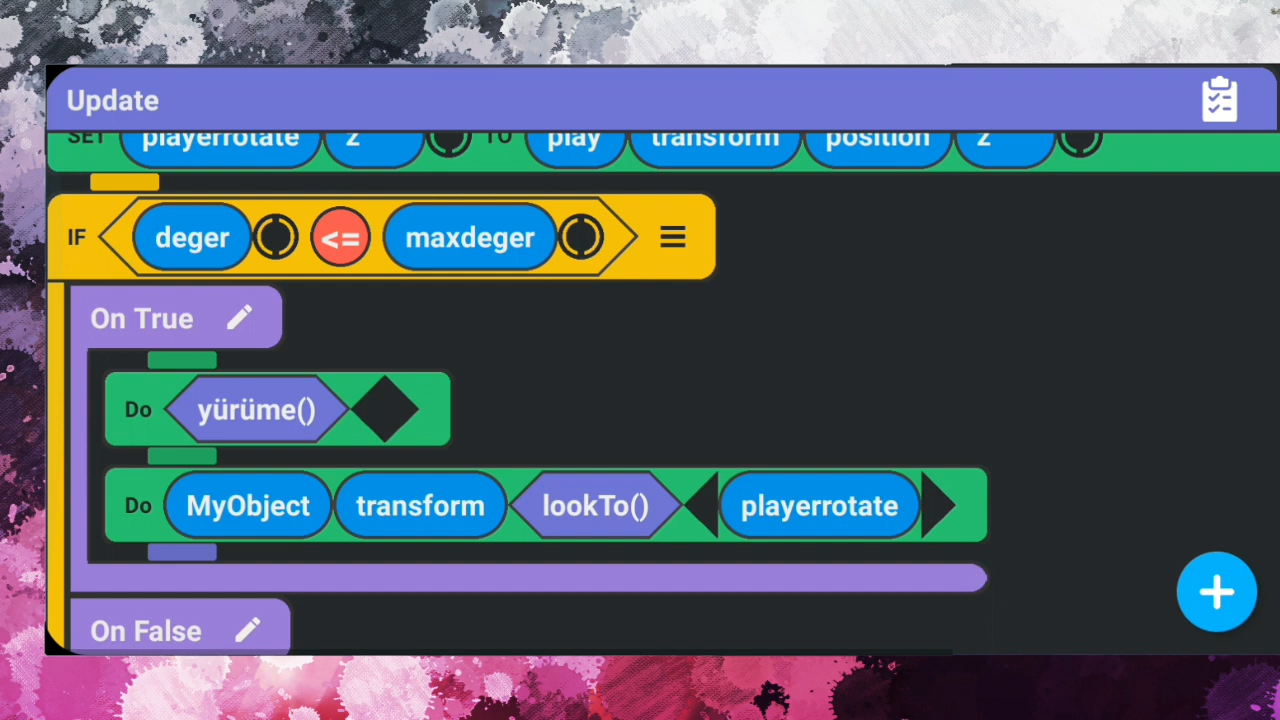 Update
SET playerrotate z TO play transform position z
IF deger <= maxdeger
On True
Do yürüme()
Do MyObject transform lookTo() playerrotate
On False